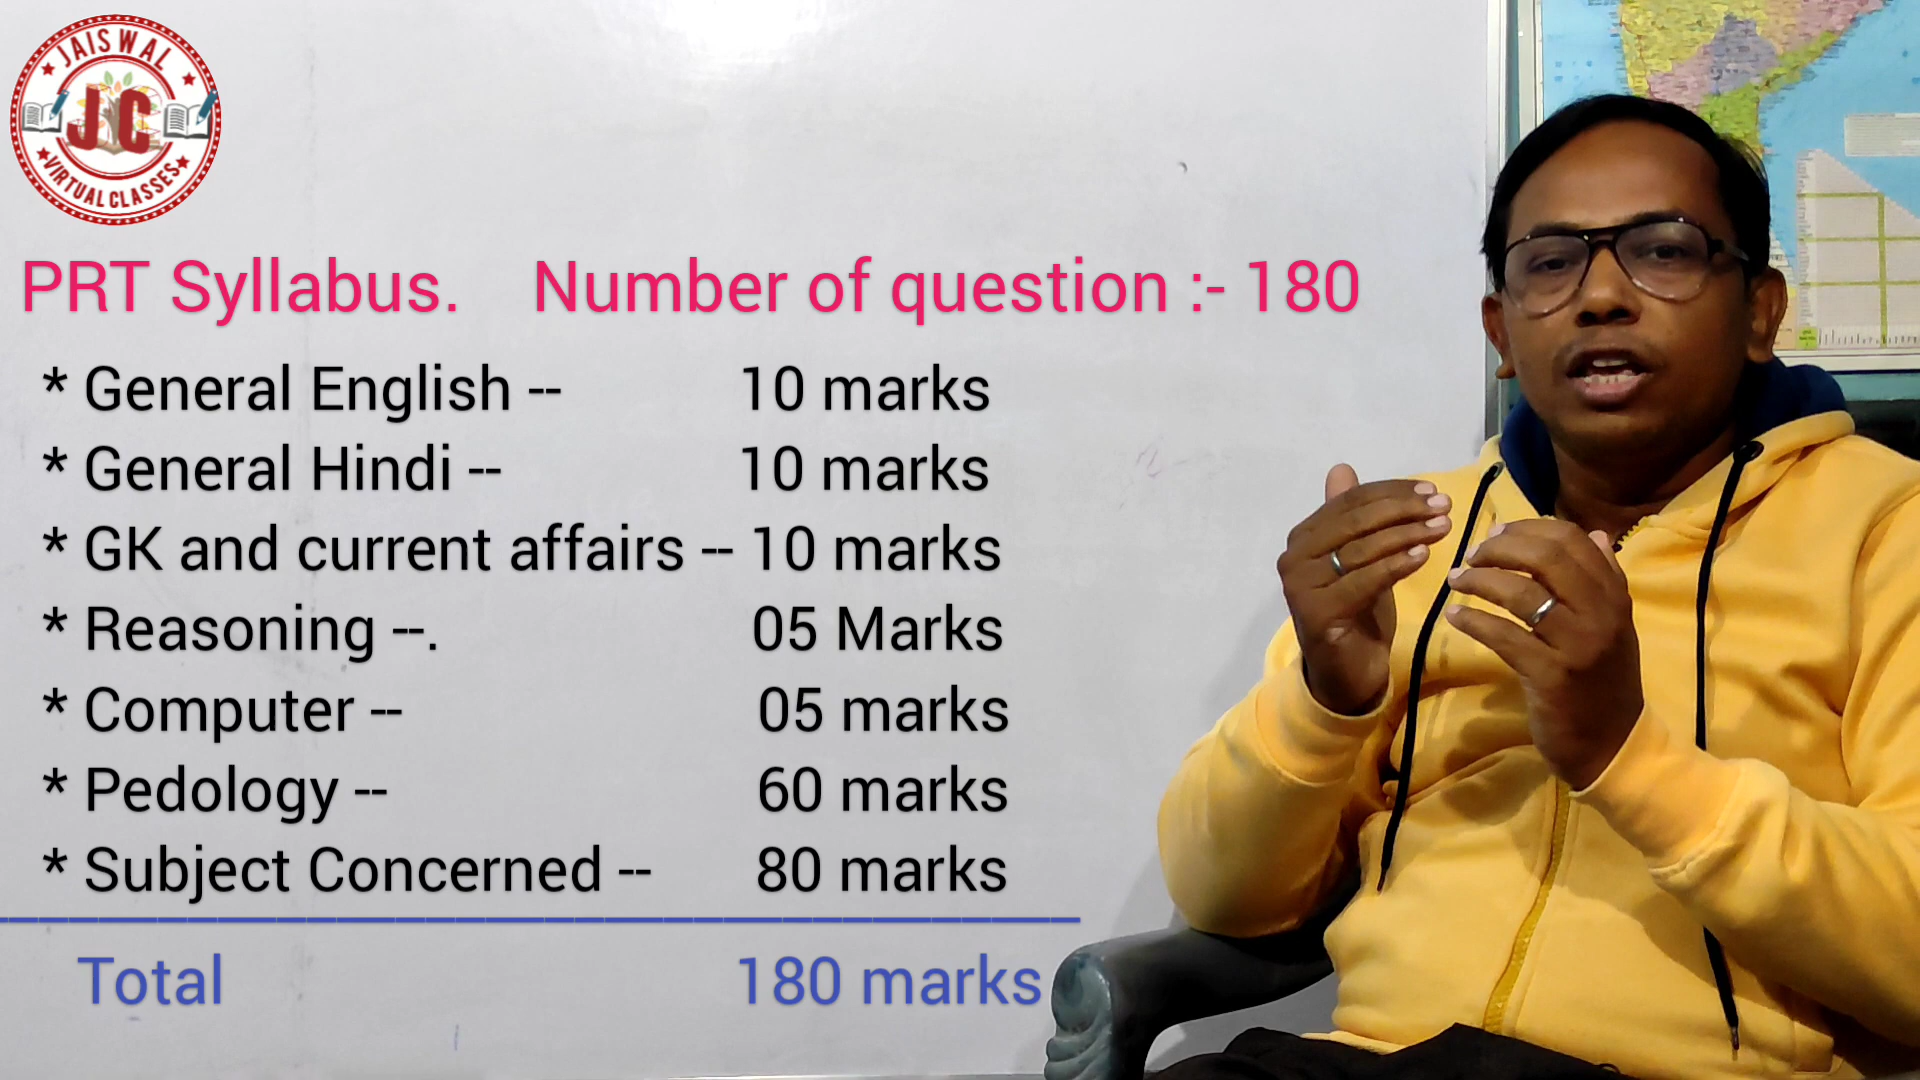 JAISWAL
JC
VIRTUAL CLASSES
PRT Syllabus. Number of question :- 180
* General English -- 10 marks
* General Hindi -- 10 marks
* GK and current affairs -- 10 marks
* Reasoning --. 05 Marks
* Computer -- 05 marks
* Pedology -- 60 marks
* Subject Concerned -- 80 marks
Total 180 marks